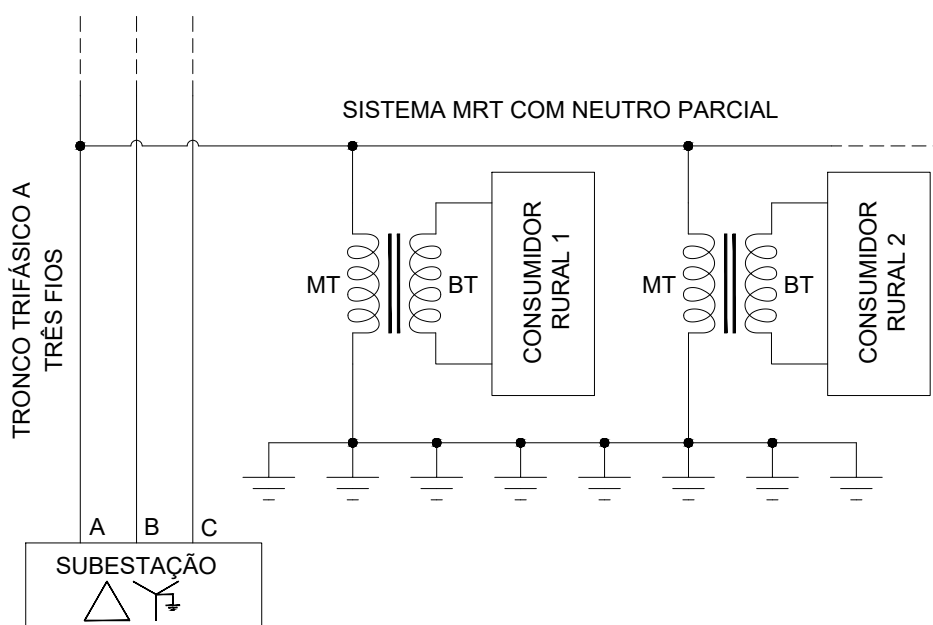 SISTEMA MRT COM NEUTRO PARCIAL
TRONCO TRIFÁSICO A
TRÊS FIOS
MT
BT
CONSUMIDOR
RURAL 1
MT
BT
CONSUMIDOR
RURAL 2
A
B
C
SUBESTAÇÃO